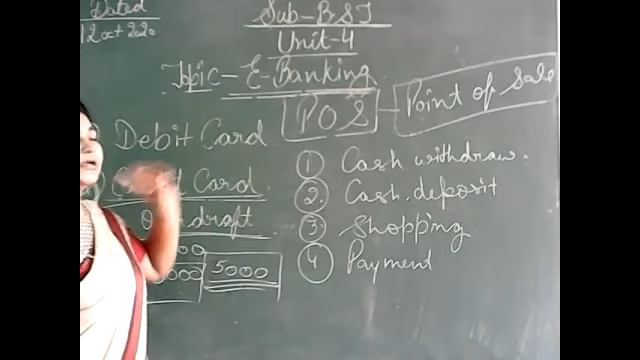 Dated
12 Oct 2020
Sub-BST
Unit-4
Topic-E-Banking
POS - Point of Sale
Debit Card
Card
① Cash withdraw.
② Cash deposit
③ Shopping
④ Payment
5000